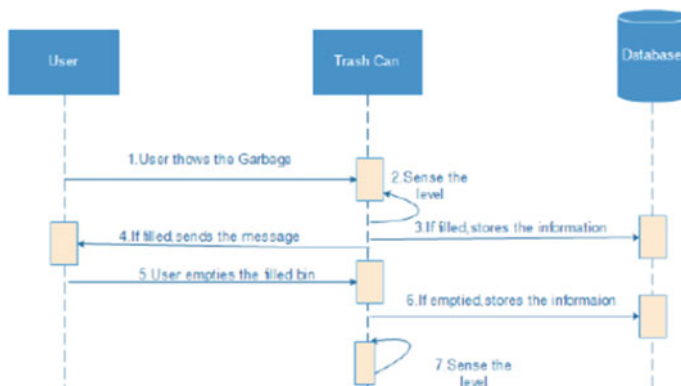 User
Trash Can
Database
1.User thows the Garbage
2.Sense the
level
3.If filled,stores the information
4.If filled,sends the message
5.User empties the filled bin
6.If emptied,stores the informaion
7.Sense the
level